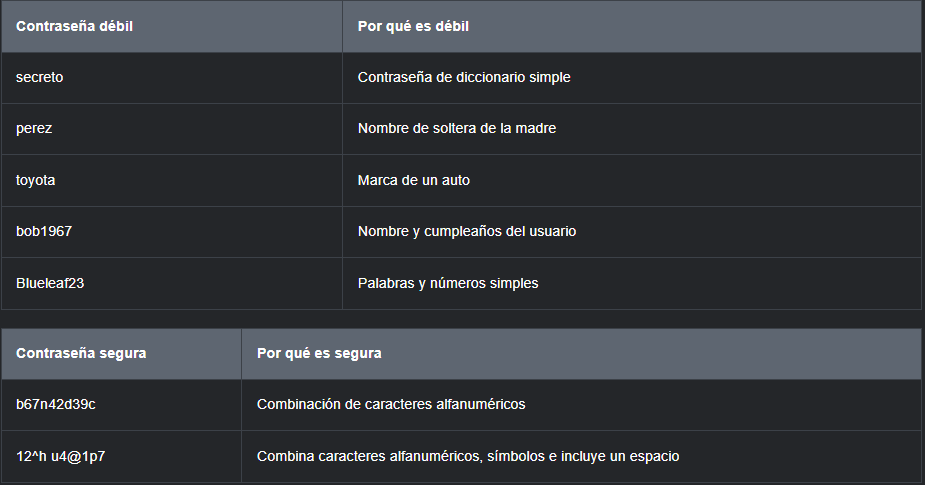 Contraseña débil Por qué es débil
secreto Contraseña de diccionario simple
perez Nombre de soltera de la madre
toyota Marca de un auto
bob1967 Nombre y cumpleaños del usuario
Blueleaf23 Palabras y números simples
Contraseña segura Por qué es segura
b67n42d39c Combinación de caracteres alfanuméricos
12^h u4@1p7 Combina caracteres alfanuméricos, símbolos e incluye un espacio